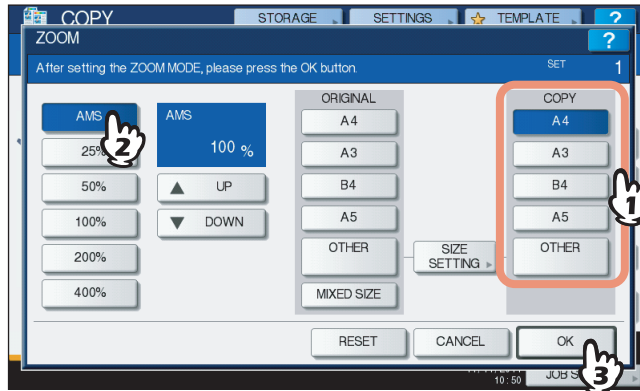 COPY STORAGE SETTINGS TEMPLATE ?
ZOOM ?
After setting the ZOOM MODE, please press the OK button. SET 1
ORIGINAL COPY
AMS AMS A4 A4
25% 100 % A3 A3
2
50% UP B4 B4
1
100% DOWN A5 A5
200% OTHER SIZE SETTING OTHER
400% MIXED SIZE
RESET CANCEL OK
3
10:50 JOB S